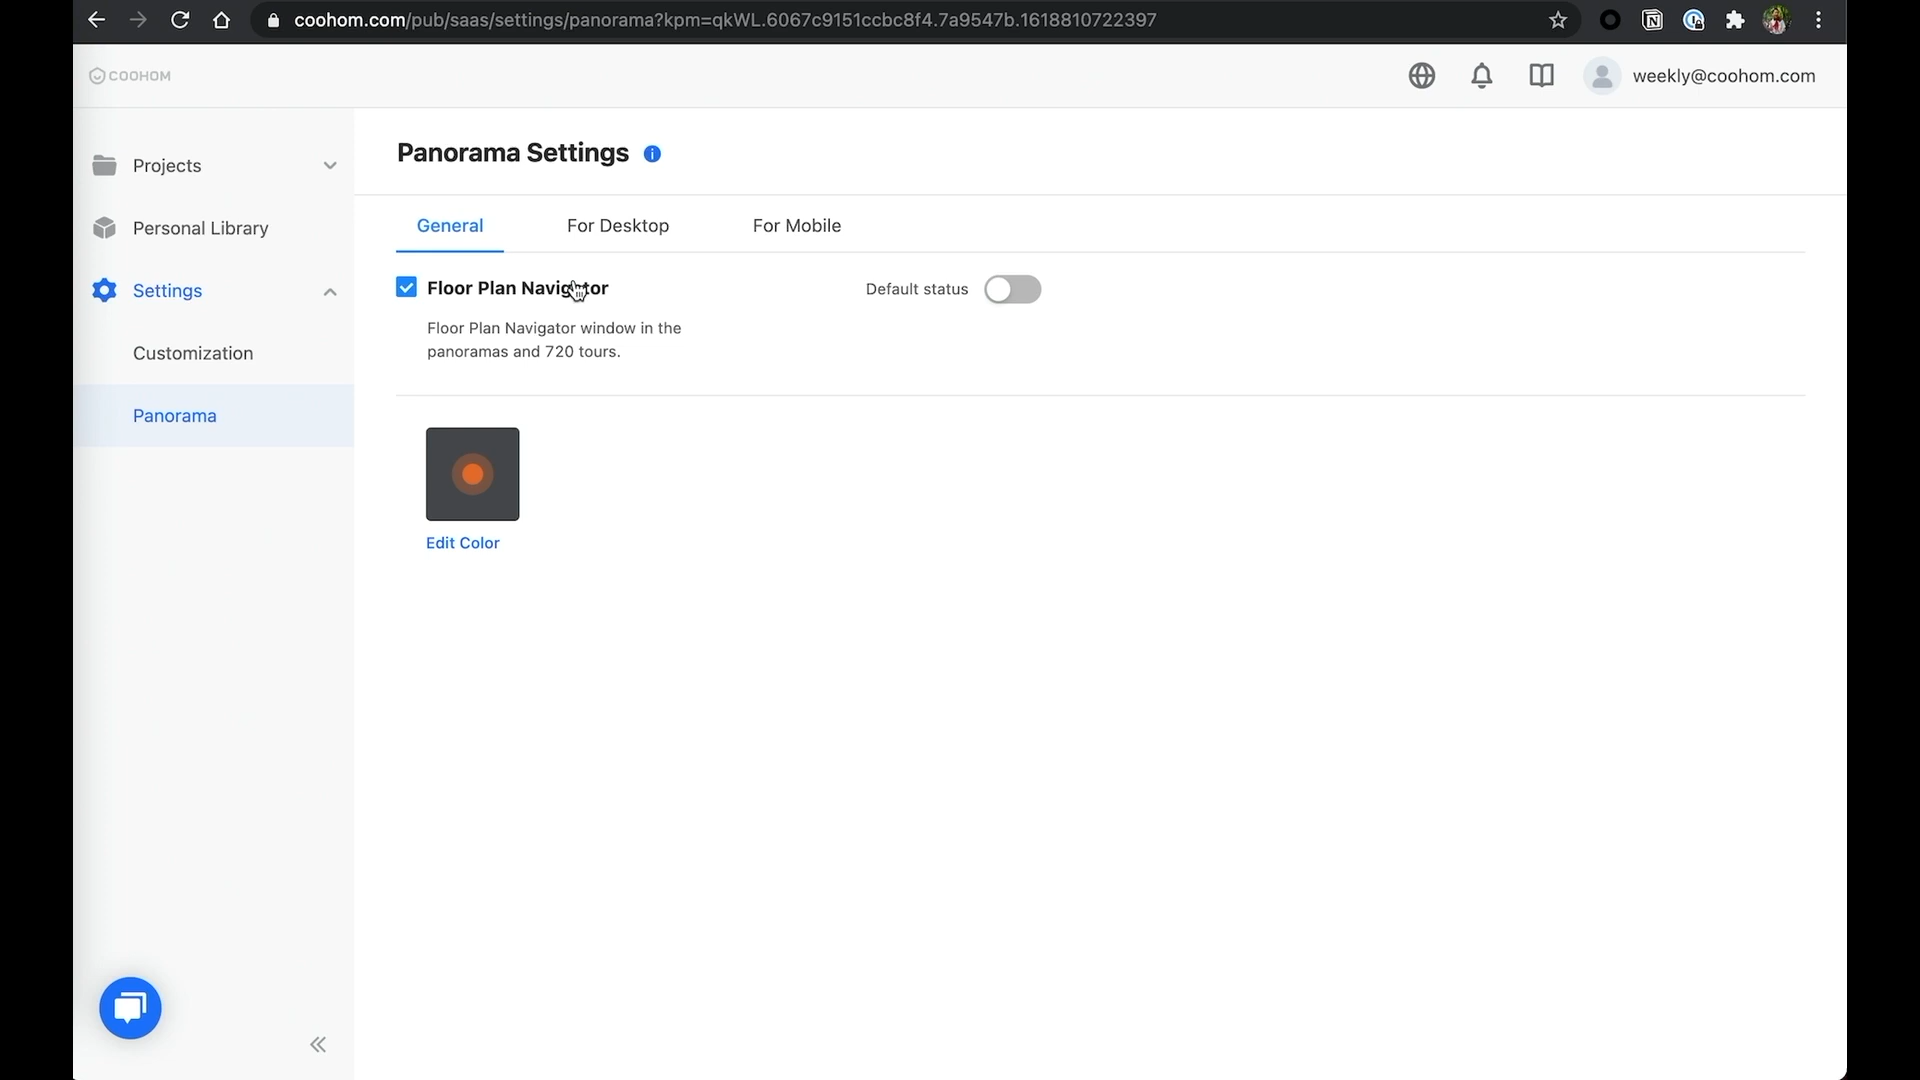 coohom.com/pub/saas/settings/panorama?kpm=qkWL.6067c9151ccbc8f4.7a9547b.1618810722397
COOHOM
weekly@coohom.com
Projects
Personal Library
Settings
Customization
Panorama
Panorama Settings
General
For Desktop
For Mobile
Floor Plan Navigator
Default status
Floor Plan Navigator window in the
panoramas and 720 tours.
Edit Color